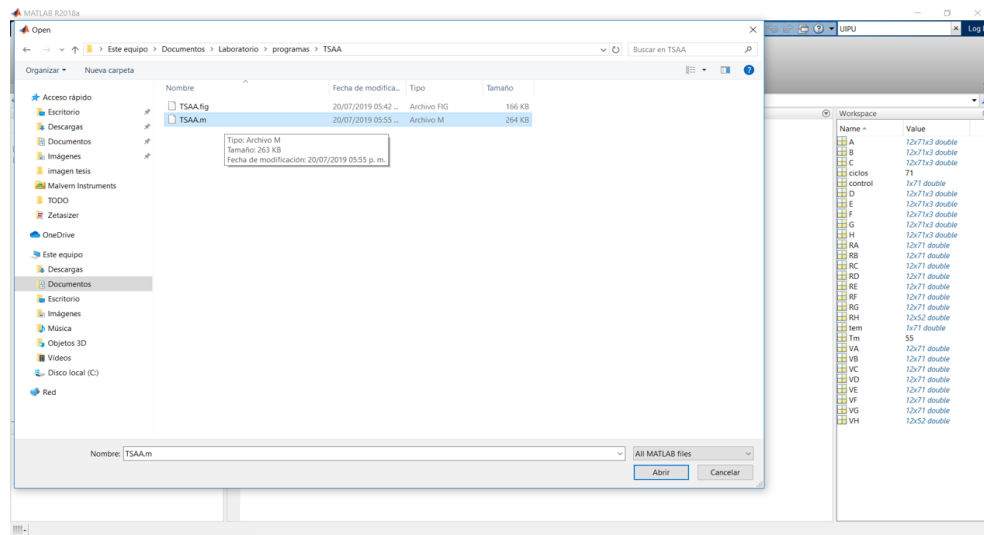 MATLAB R2018a
UIPU
Log I
Open
Este equipo > Documentos > Laboratorio > programas > TSAA
Buscar en TSAA
Organizar
Nueva carpeta
Nombre Fecha de modifica... Tipo Tamaño
TSAA.fig 20/07/2019 05:42 ... Archivo FIG 166 KB
TSAA.m 20/07/2019 05:55 ... Archivo M 264 KB
Tipo: Archivo M
Tamaño: 263 KB
Fecha de modificación: 20/07/2019 05:55 p. m.
Acceso rápido
Escritorio
Descargas
Documentos
Imágenes
imagen tesis
Malvern Instruments
TODO
Zetasizer
OneDrive
Este equipo
Descargas
Documentos
Escritorio
Imágenes
Música
Objetos 3D
Vídeos
Disco local (C:)
Red
Nombre: TSAA.m
All MATLAB files
Abrir
Cancelar
Workspace
Name Value
A 12x71x3 double
B 12x71x3 double
C 12x71x3 double
ciclos 71
control 1x71 double
D 12x71x3 double
E 12x71x3 double
F 12x71x3 double
G 12x71x3 double
H 12x71x3 double
RA 12x71 double
RB 12x71 double
RC 12x71 double
RD 12x71 double
RE 12x71 double
RF 12x71 double
RG 12x71 double
RH 12x52 double
tem 1x71 double
Tm 55
VA 12x71 double
VB 12x71 double
VC 12x71 double
VD 12x71 double
VE 12x71 double
VF 12x71 double
VG 12x71 double
VH 12x52 double